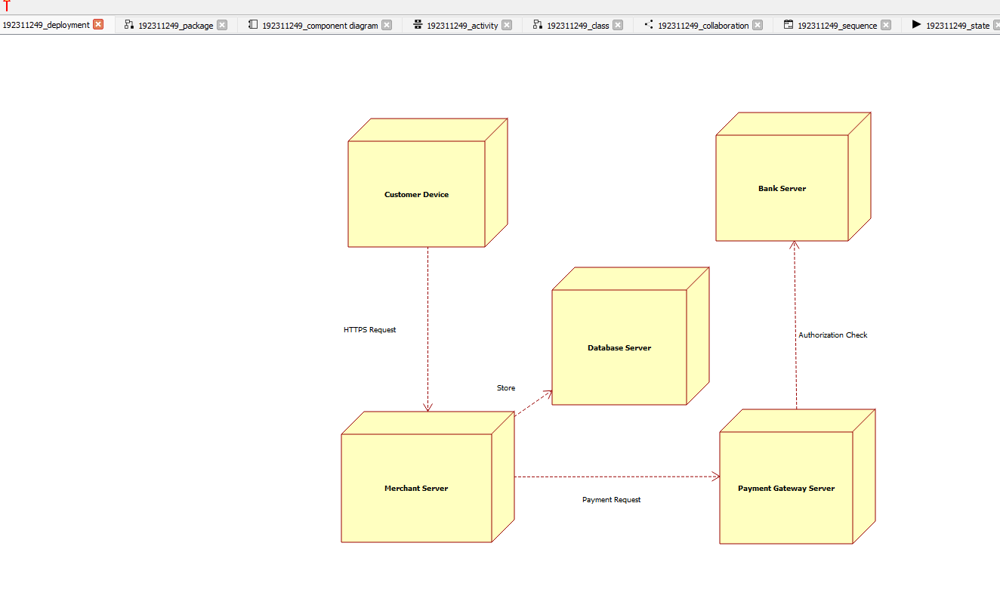 192311249_deployment
192311249_package
192311249_component diagram
192311249_activity
192311249_class
192311249_collaboration
192311249_sequence
192311249_state
Customer Device
Bank Server
HTTPS Request
Database Server
Authorization Check
Store
Merchant Server
Payment Request
Payment Gateway Server